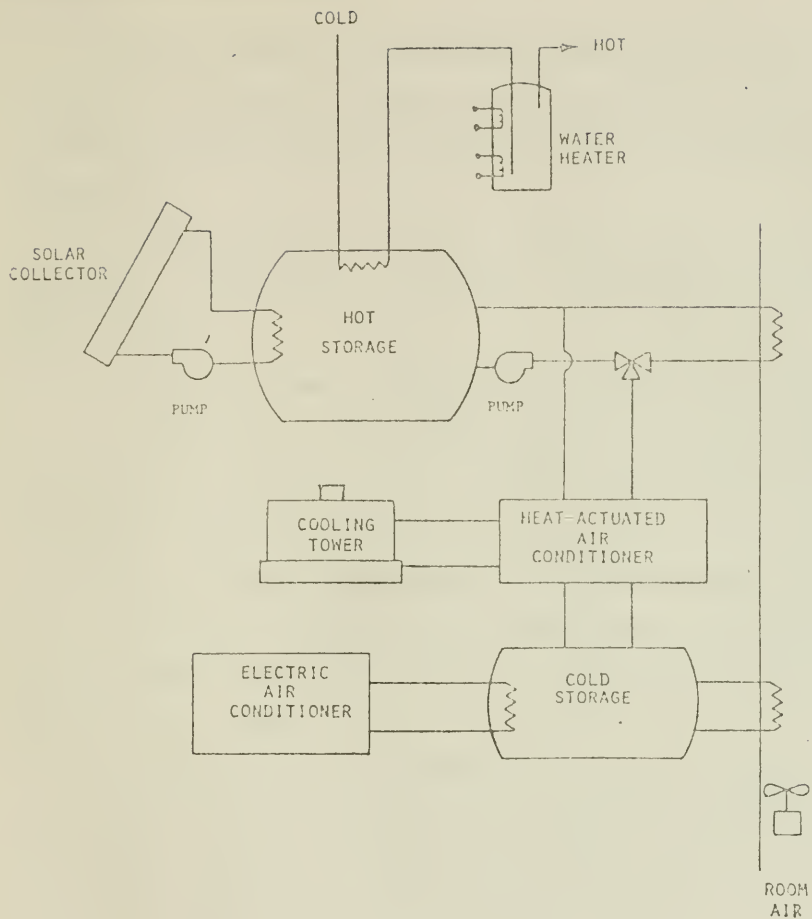 COLD
HOT
WATER
HEATER
SOLAR
COLLECTOR
HOT
STORAGE
PUMP
PUMP
COOLING
TOWER
HEAT-ACTUATED
AIR
CONDITIONER
ELECTRIC
AIR
CONDITIONER
COLD
STORAGE
ROOM
AIR